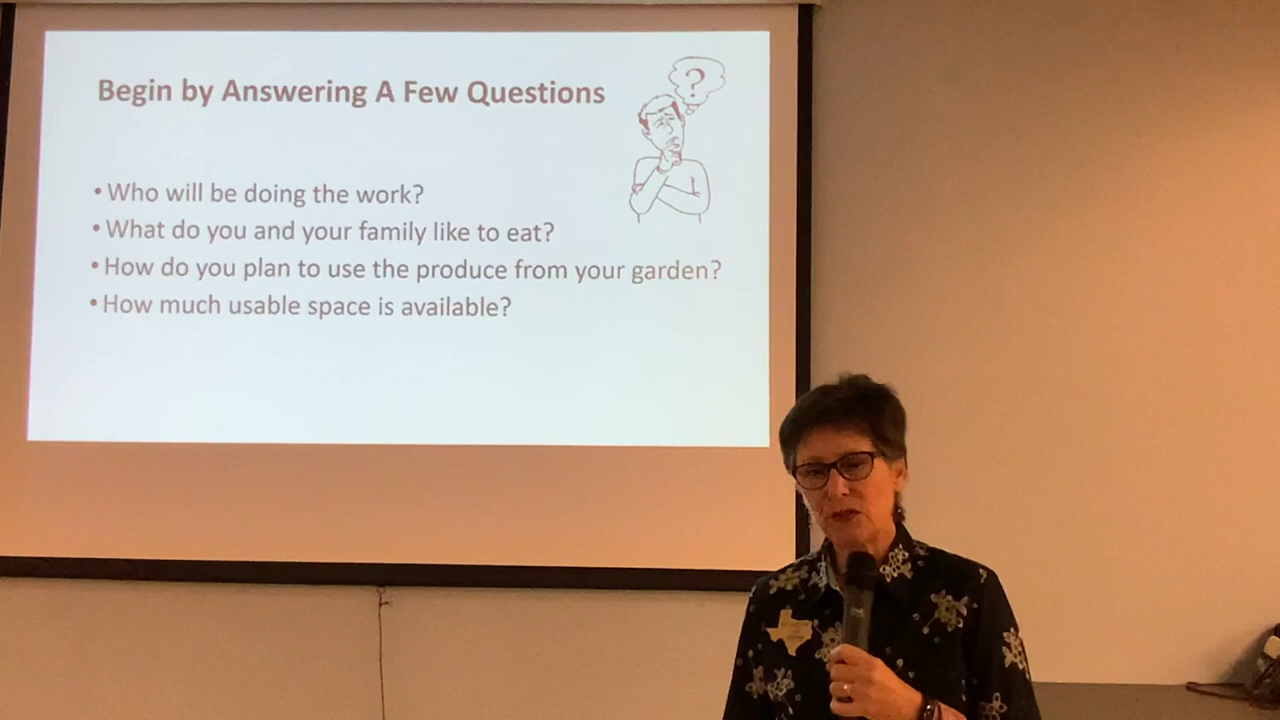 Begin by Answering A Few Questions
?
• Who will be doing the work?
• What do you and your family like to eat?
• How do you plan to use the produce from your garden?
• How much usable space is available?